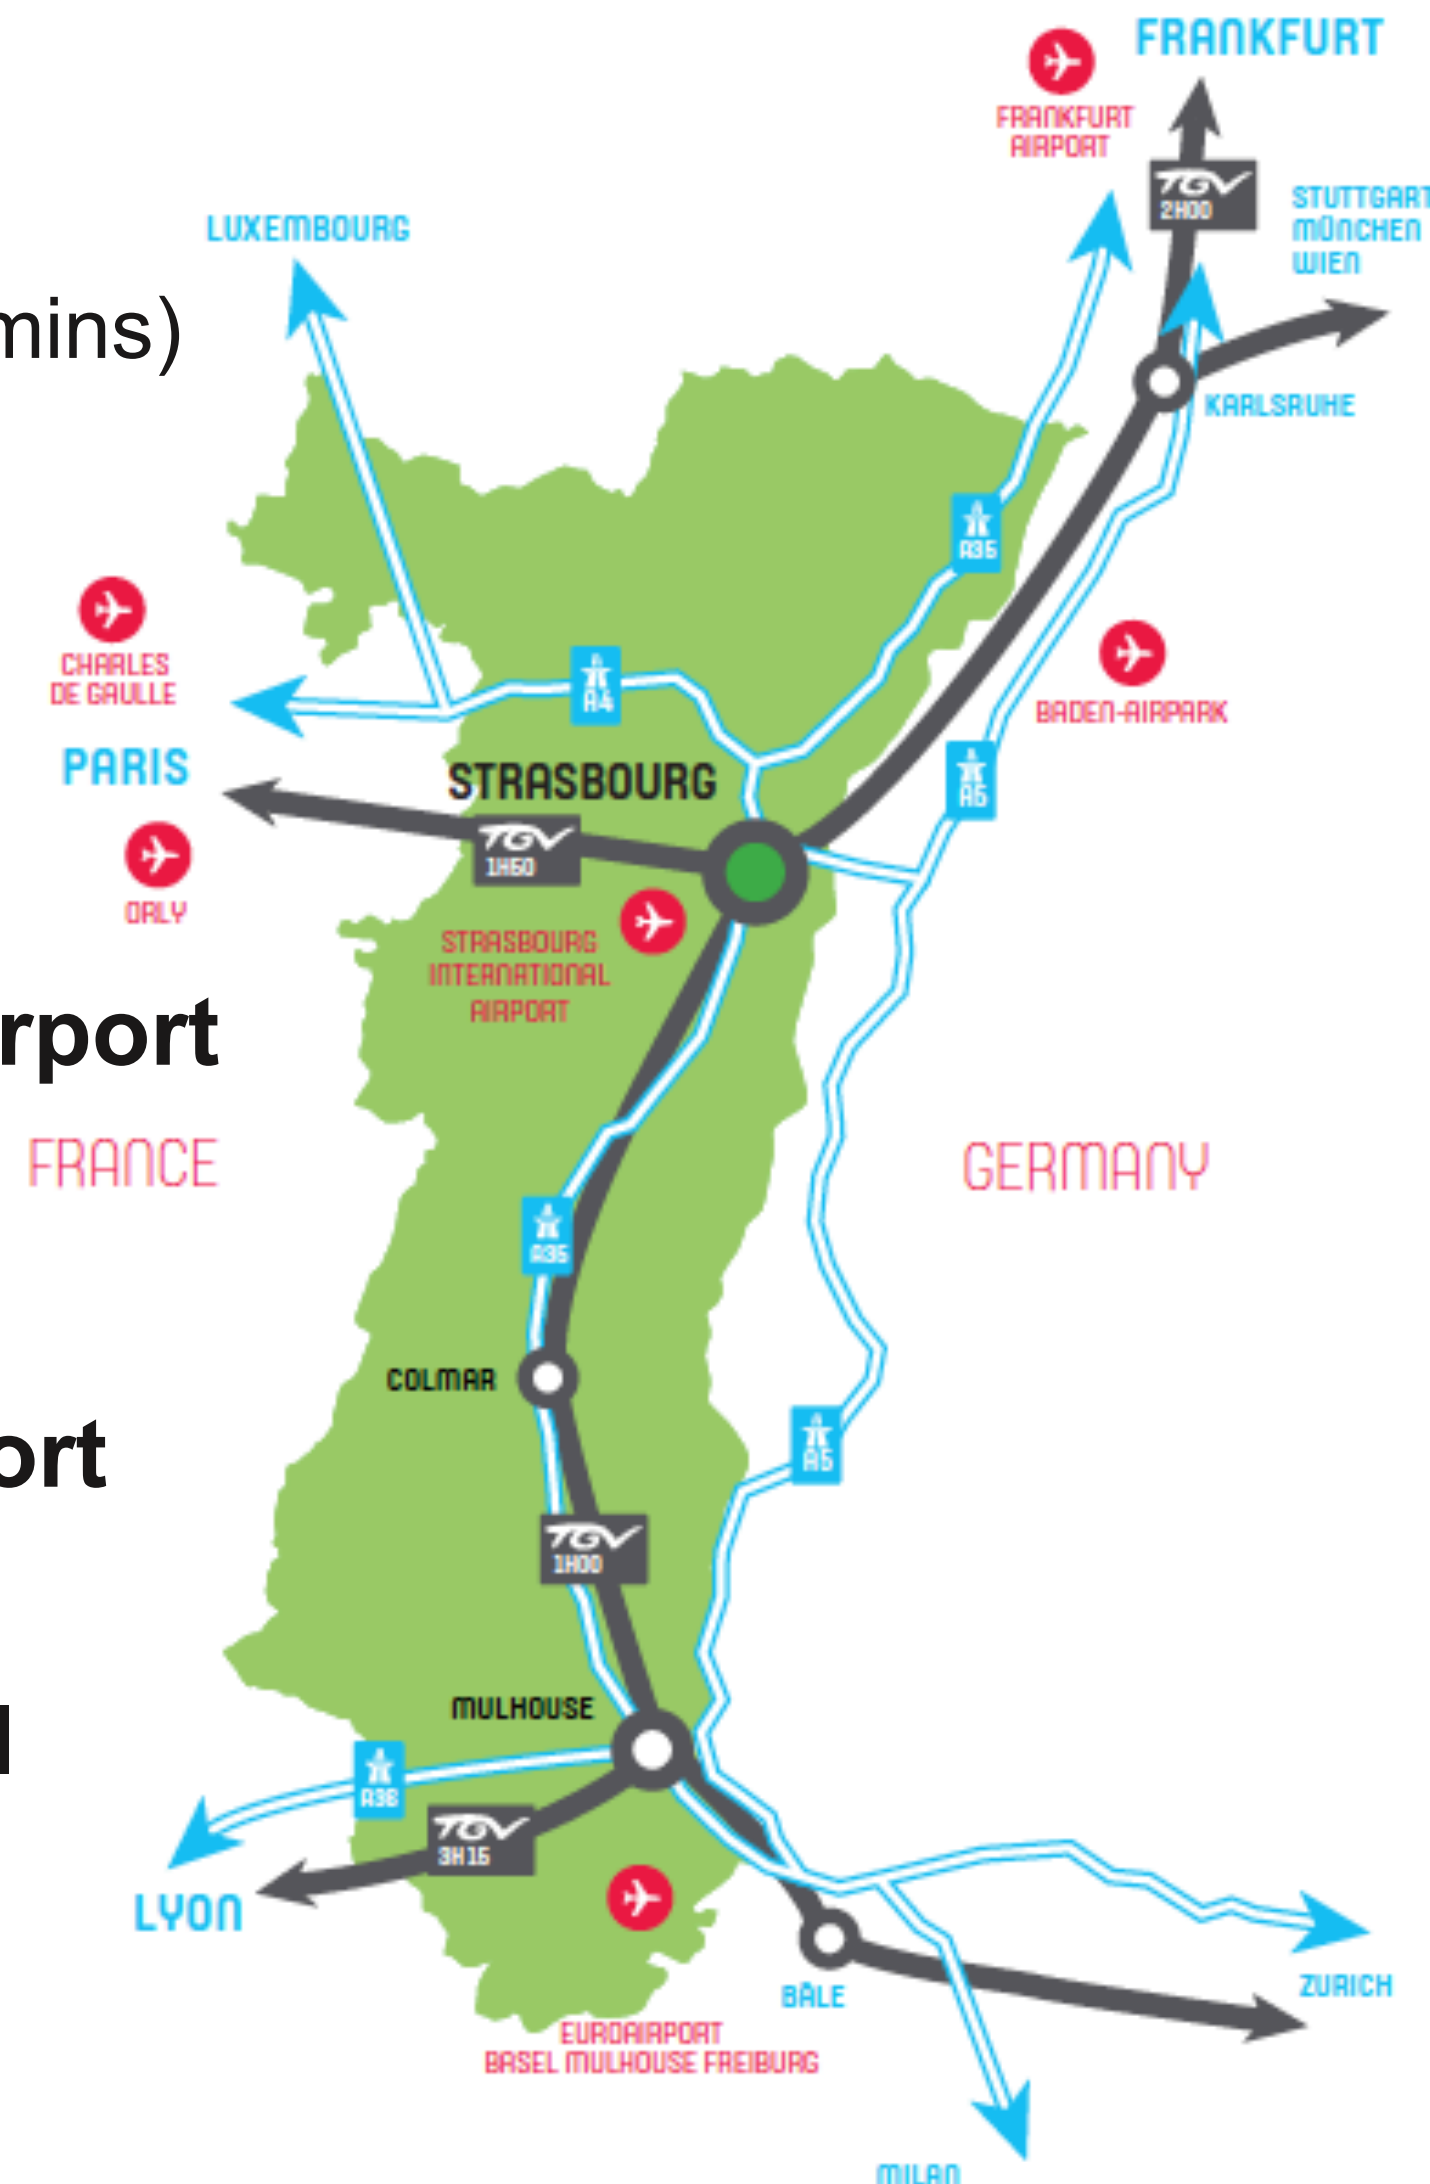 FRANKFURT
FRANKFURT
AIRPORT
TGV
2H00
STUTTGART
MÜNCHEN
WIEN
LUXEMBOURG
mins)
KARLSRUHE
A35
CHARLES
DE GAULLE
A4
BADEN-AIRPARK
PARIS
STRASBOURG
A5
TGV
1H50
ORLY
STRASBOURG
INTERNATIONAL
AIRPORT
rport
FRANCE
GERMANY
A35
COLMAR
ort
A5
TGV
1H00
MULHOUSE
A36
TGV
3H15
LYON
BÂLE
ZURICH
EUROAIRPORT
BASEL MULHOUSE FREIBURG
MILAN